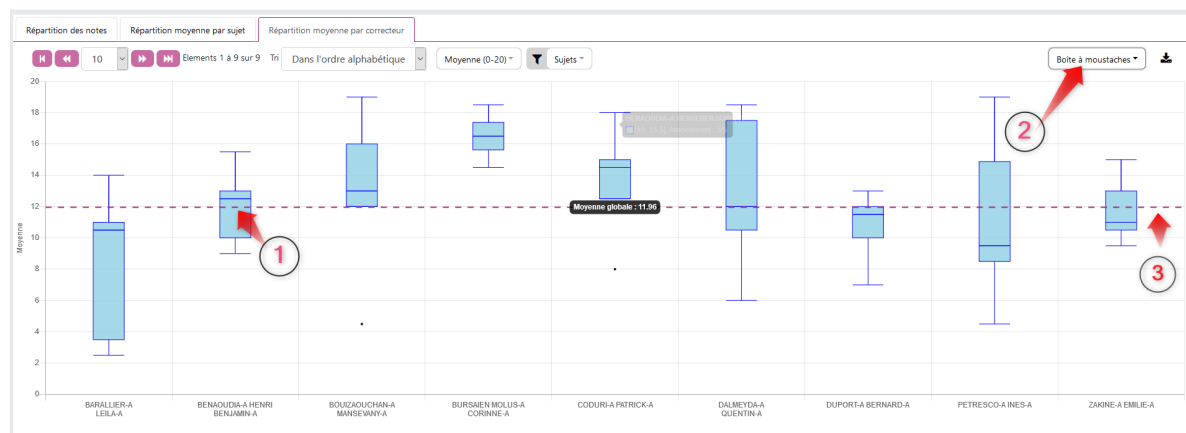 Répartition des notes Répartition moyenne par sujet Répartition moyenne par correcteur
10 Elements 1 à 9 sur 9 Tri Dans l'ordre alphabétique Moyenne (0-20) Sujets Boite à moustaches
20
18
16
14
12
10
8
6
4
2
0
Moyenne
Moyenne globale : 11.96
1
2
3
BARALLIER-A
LEILA-A
BENAOUDIA-A HENRI
BENJAMIN-A
BOUIZAOUCHAN-A
MANSEVANY-A
BURSAIEN MOLUS-A
CORINNE-A
CODURI-A PATRICK-A
DALMEYDA-A
QUENTIN-A
DUPORT-A BERNARD-A
PETRESCO-A INES-A
ZAKINE-A EMILIE-A